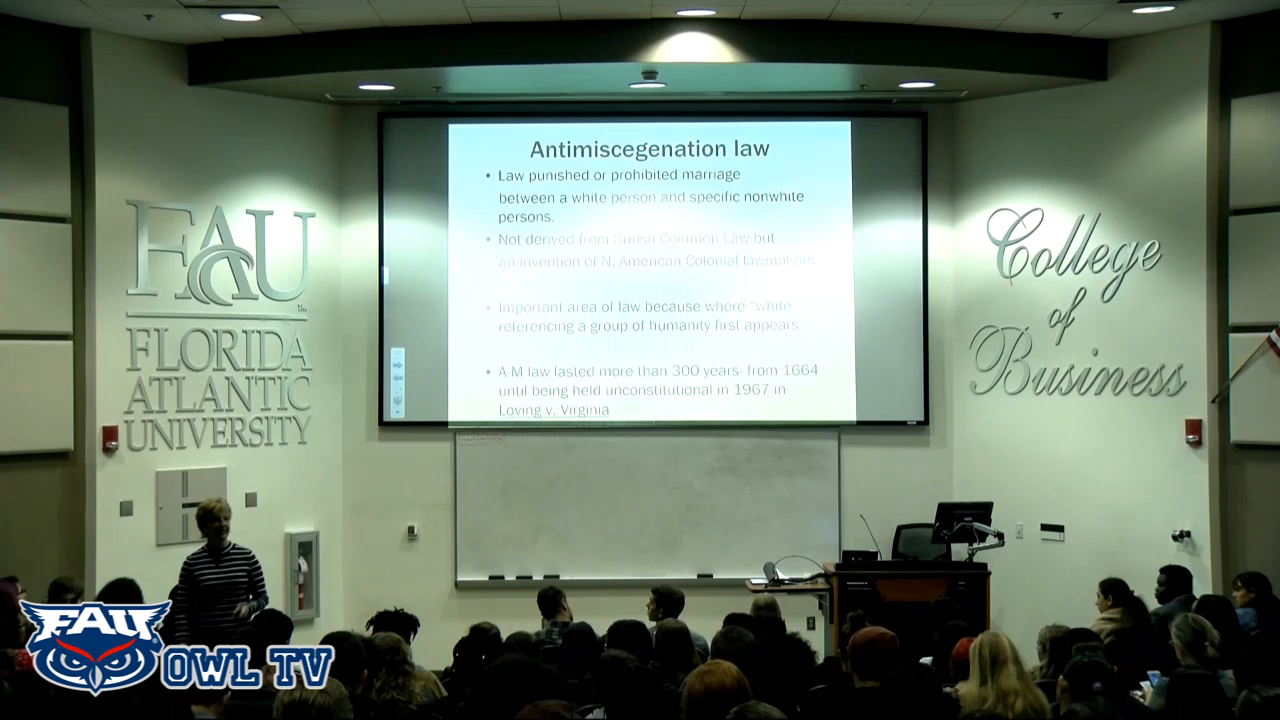 Antimiscegenation law
• Law punished or prohibited marriage
between a white person and specific nonwhite
persons.
• Not derived from British Common Law but
an invention of N. American Colonial lawmakers
• Important area of law because where "white"
referencing a group of humanity first appears
• A-M law lasted more than 300 years- from 1664
until being held unconstitutional in 1967 in
Loving v. Virginia
FAU
FLORIDA
ATLANTIC
UNIVERSITY
College
of
Business
FAU
OWL TV